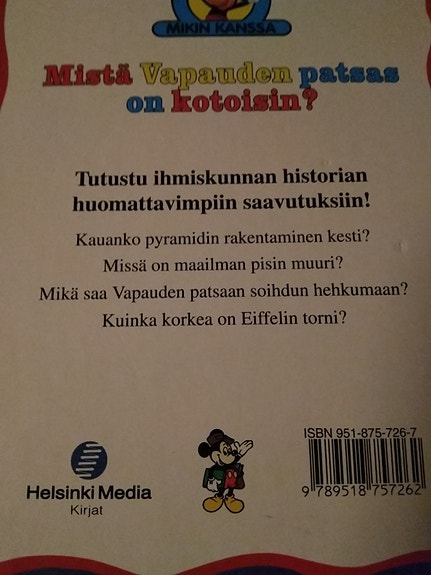 MIKIN KANSSA
Mistä Vapauden patsas
on kotoisin?
Tutustu ihmiskunnan historian
huomattavimpiin saavutuksiin!
Kauanko pyramidin rakentaminen kesti?
Missä on maailman pisin muuri?
Mikä saa Vapauden patsaan soihdun hehkumaan?
Kuinka korkea on Eiffelin torni?
ISBN 951-875-726-7
9 789518 757262
Helsinki Media
Kirjat